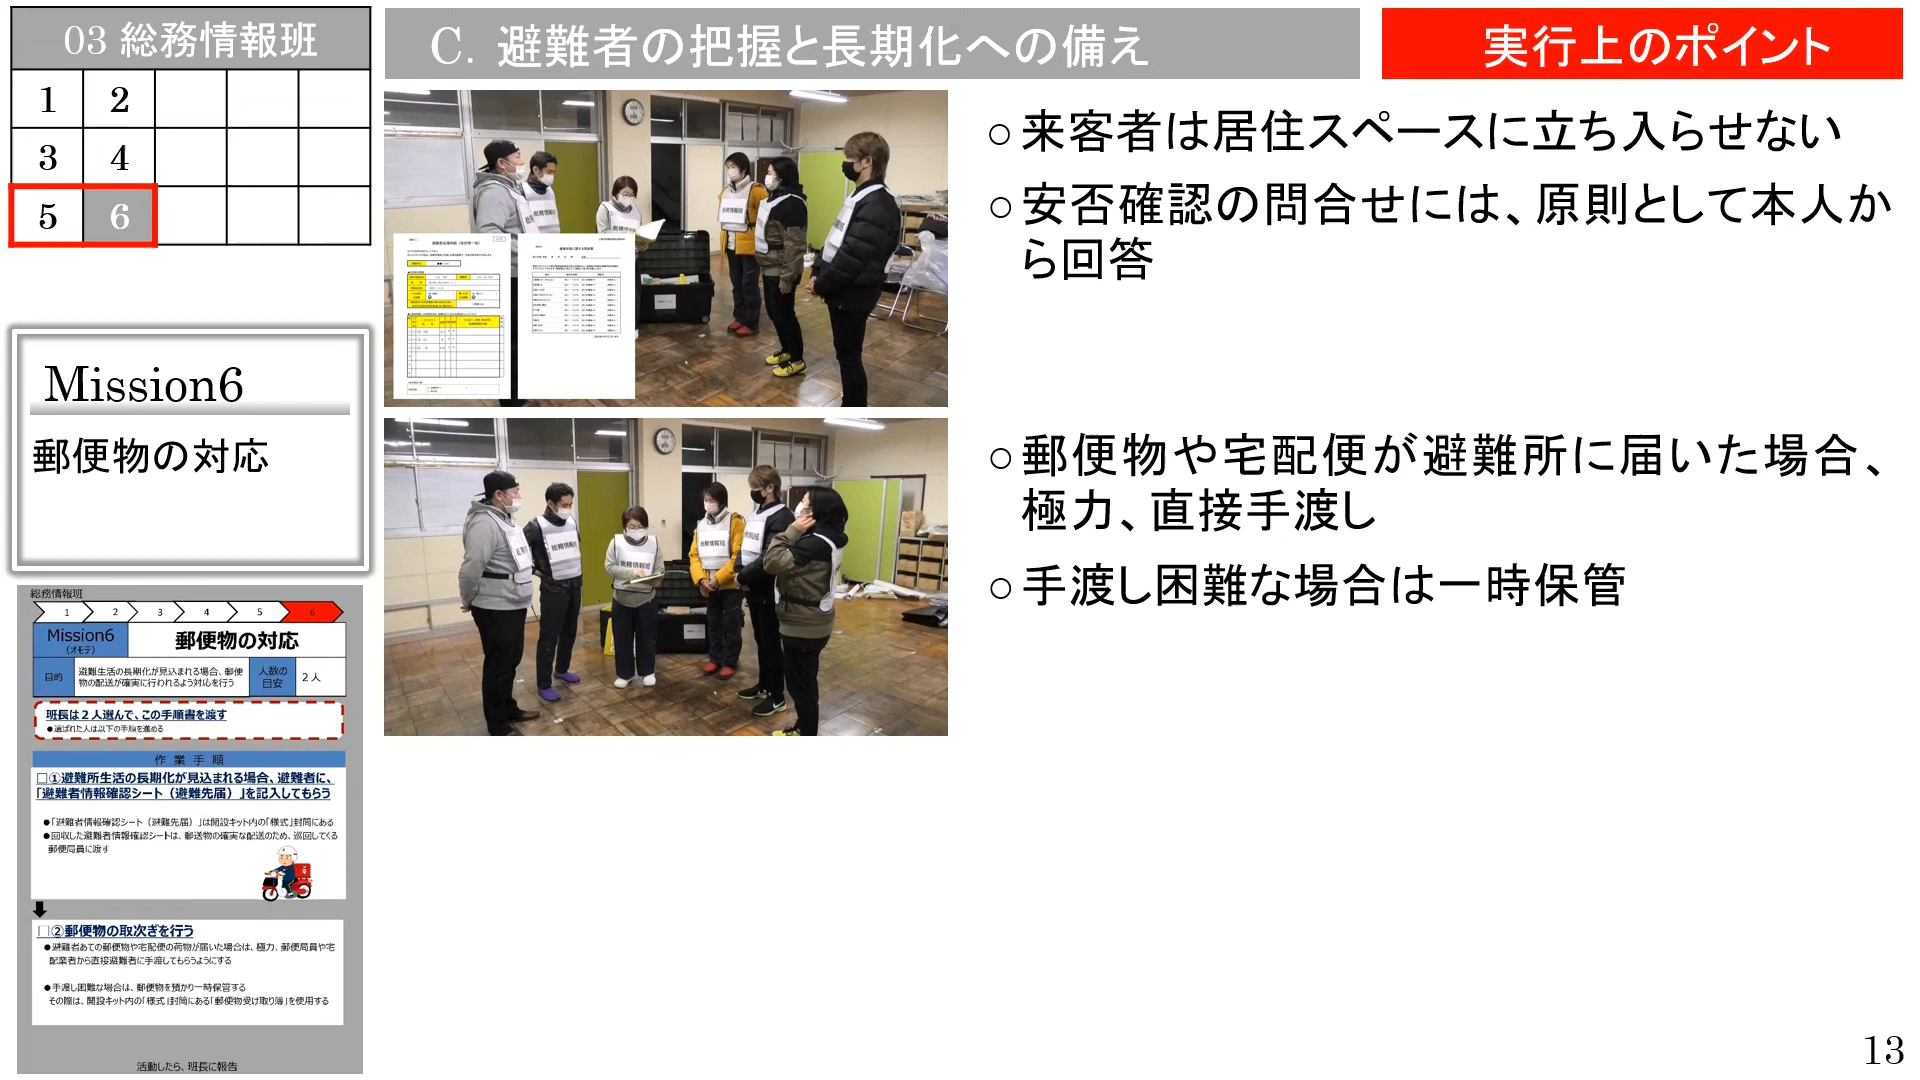 03 総務情報班
1 2
3 4
5 6
C. 避難者の把握と長期化への備え
実行上のポイント
○来客者は居住スペースに立ち入らせない
○安否確認の問合せには、原則として本人か
ら回答
○郵便物や宅配便が避難所に届いた場合、
極力、直接手渡し
○手渡し困難な場合は一時保管
Mission6
郵便物の対応
総務情報班
1 2 3 4 5 6
Mission6
(オモテ)
郵便物の対応
目的
避難生活の長期化が見込まれる場合、郵便
物の配送が確実に行われるよう対応を行う
人数の
目安
2人
班長は2人選んで、この手順書を渡す
●選ばれた人は以下の手順を進める
作業手順
□①避難所生活の長期化が見込まれる場合、避難者に、
「避難者情報確認シート（避難先届）」を記入してもらう
●「避難者情報確認シート（避難先届）」は開設キット内の「様式」封筒にある
●回収した避難者情報確認シートは、郵送物の確実な配送のため、巡回してくる
郵便局員に渡す
□②郵便物の取次ぎを行う
●避難者あての郵便物や宅配便の荷物が届いた場合は、極力、郵便局員や宅
配業者から直接避難者に手渡してもらうようにする
●手渡し困難な場合は、郵便物を預かり一時保管する
その際は、開設キット内の「様式」封筒にある「郵便物受け取り簿」を使用する
活動したら、班長に報告
総務情報班
総務情報班
総務情報班
総務情報班
13